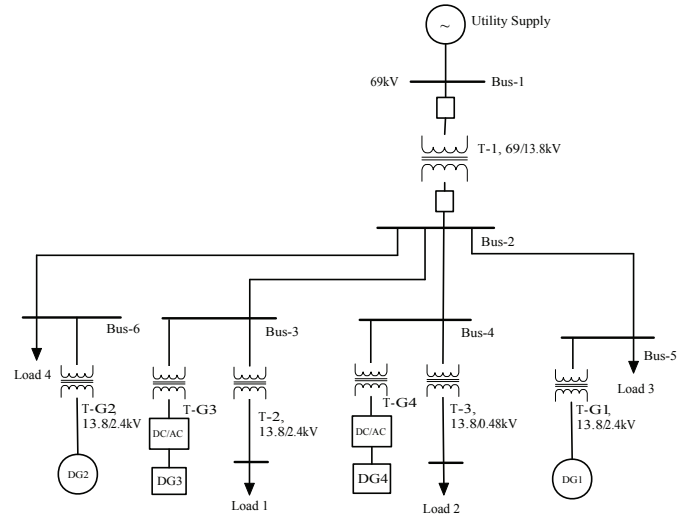 ~
Utility Supply
69kV
Bus-1
T-1, 69/13.8kV
Bus-2
Bus-6
Bus-3
Bus-4
Bus-5
Load 4
T-G2,
13.8/2.4kV
T-G3
T-2,
13.8/2.4kV
T-G4
T-3,
13.8/0.48kV
T-G1,
13.8/2.4kV
Load 3
DC/AC
DC/AC
DG2
DG3
Load 1
DG4
Load 2
DG1